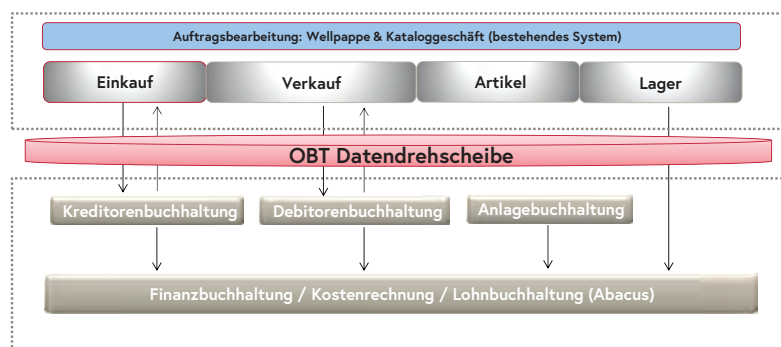 Auftragsbearbeitung: Wellpappe & Kataloggeschäft (bestehendes System)
Einkauf
Verkauf
Artikel
Lager
OBT Datendrehscheibe
Kreditorenbuchhaltung
Debitorenbuchhaltung
Anlagebuchhaltung
Finanzbuchhaltung / Kostenrechnung / Lohnbuchhaltung (Abacus)